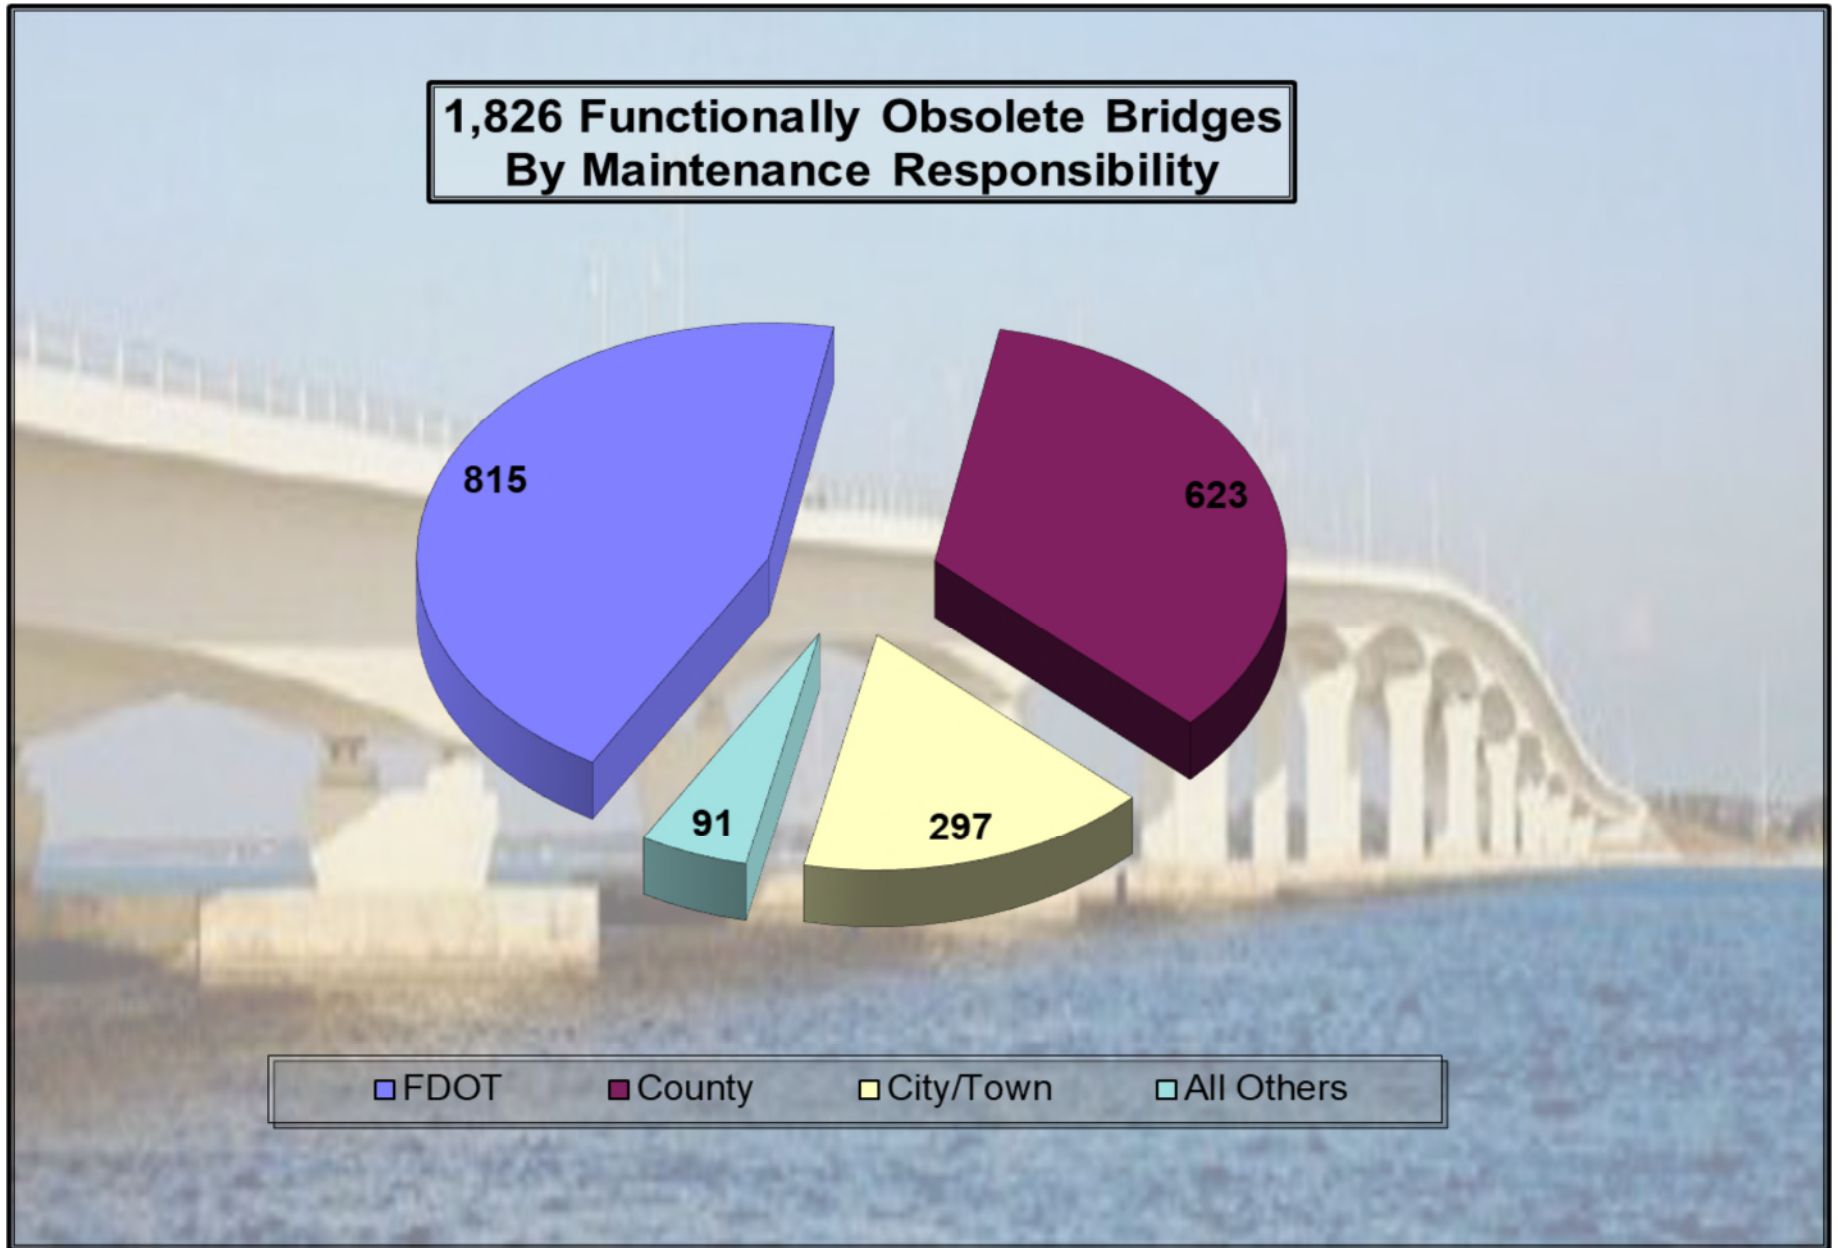 1,826 Functionally Obsolete Bridges
By Maintenance Responsibility
815
623
91
297
FDOT County City/Town All Others